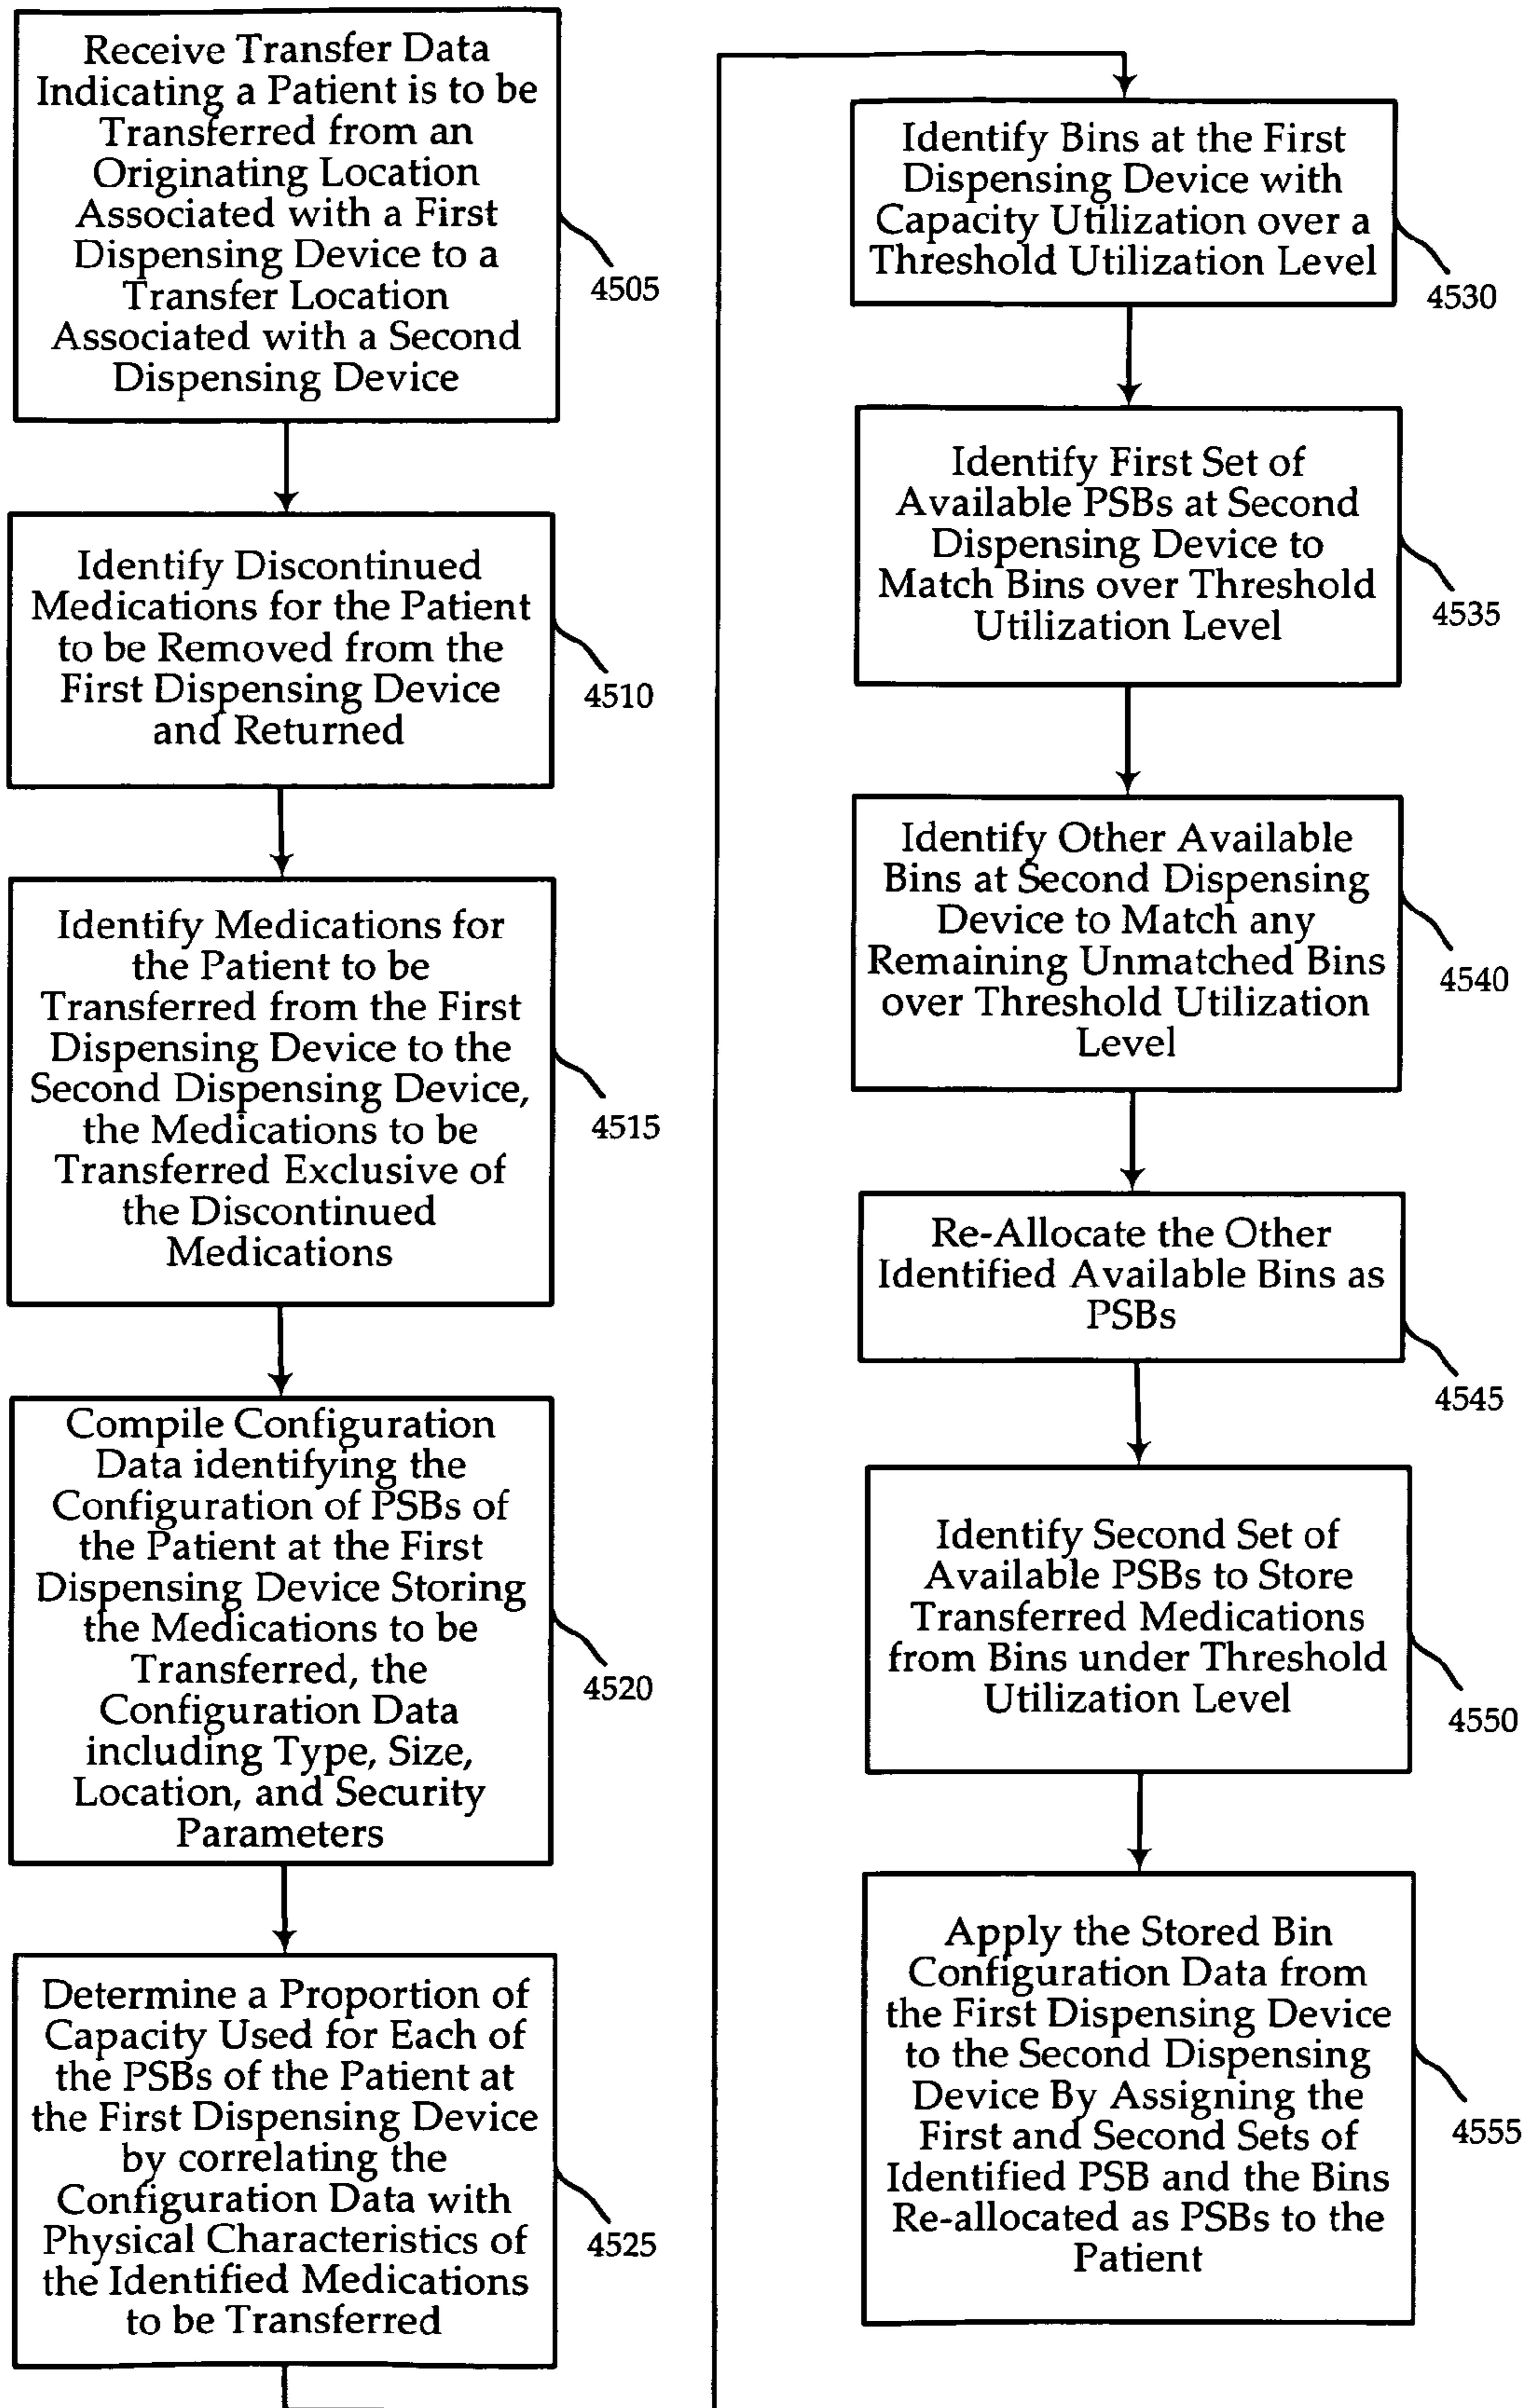 Receive Transfer Data
Indicating a Patient is to be
Transferred from an
Originating Location
Associated with a First
Dispensing Device to a
Transfer Location
Associated with a Second
Dispensing Device
4505
Identify Discontinued
Medications for the Patient
to be Removed from the
First Dispensing Device
and Returned
4510
Identify Medications for
the Patient to be
Transferred from the First
Dispensing Device to the
Second Dispensing Device,
the Medications to be
Transferred Exclusive of
the Discontinued
Medications
4515
Compile Configuration
Data identifying the
Configuration of PSBs of
the Patient at the First
Dispensing Device Storing
the Medications to be
Transferred, the
Configuration Data
including Type, Size,
Location, and Security
Parameters
4520
Determine a Proportion of
Capacity Used for Each of
the PSBs of the Patient at
the First Dispensing Device
by correlating the
Configuration Data with
Physical Characteristics of
the Identified Medications
to be Transferred
4525
Identify Bins at the First
Dispensing Device with
Capacity Utilization over a
Threshold Utilization Level
4530
Identify First Set of
Available PSBs at Second
Dispensing Device to
Match Bins over Threshold
Utilization Level
4535
Identify Other Available
Bins at Second Dispensing
Device to Match any
Remaining Unmatched Bins
over Threshold Utilization
Level
4540
Re-Allocate the Other
Identified Available Bins as
PSBs
4545
Identify Second Set of
Available PSBs to Store
Transferred Medications
from Bins under Threshold
Utilization Level
4550
Apply the Stored Bin
Configuration Data from
the First Dispensing Device
to the Second Dispensing
Device By Assigning the
First and Second Sets of
Identified PSB and the Bins
Re-allocated as PSBs to the
Patient
4555